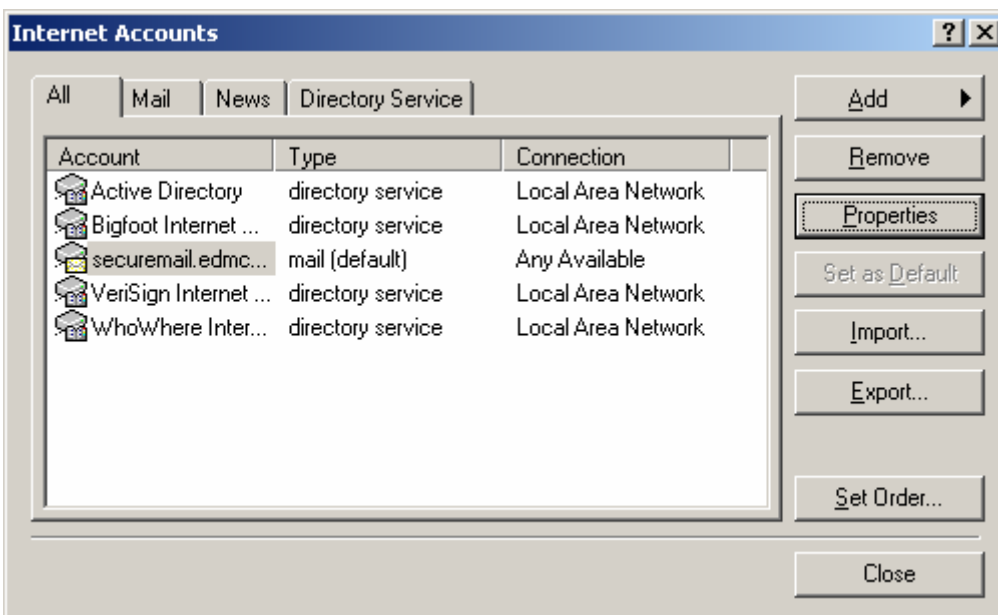 Internet Accounts
All Mail News Directory Service
Account Type Connection
Active Directory directory service Local Area Network
Bigfoot Internet ... directory service Local Area Network
securemail.edmc... mail (default) Any Available
VeriSign Internet ... directory service Local Area Network
WhoWhere Inter... directory service Local Area Network
Add
Remove
Properties
Set as Default
Import...
Export...
Set Order...
Close